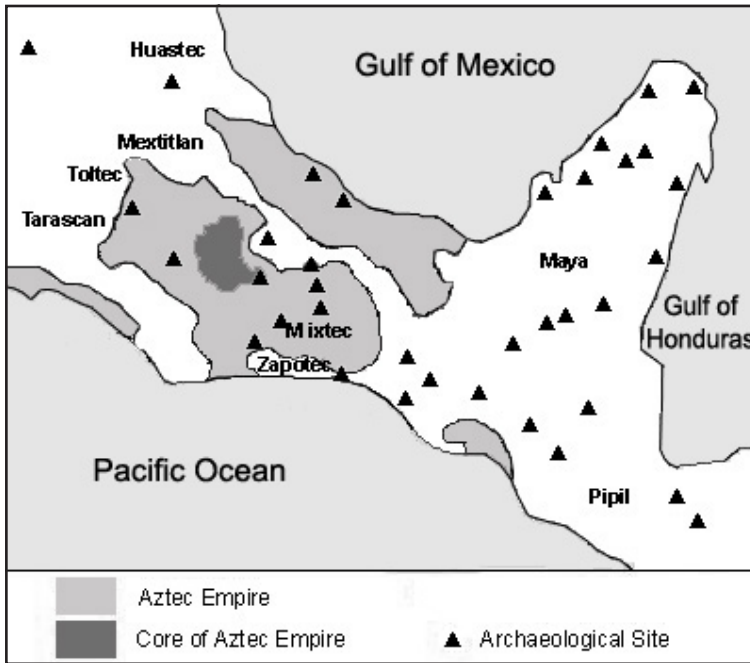 Huastec
Gulf of Mexico
Mextitlan
Toltec
Tarascan
Maya
Gulf of
Honduras
Mixtec
Zapotec
Pacific Ocean
Pipil
Aztec Empire
Core of Aztec Empire
Archaeological Site